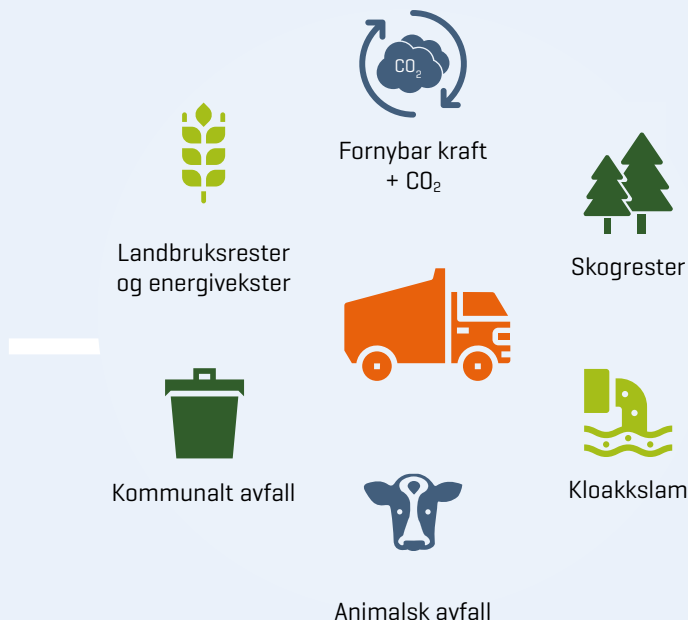 CO₂
Fornybar kraft
+ CO₂
Landbruksrester
og energivekster
Skogrester
Kommunalt avfall
Kloakkslam
Animalsk avfall